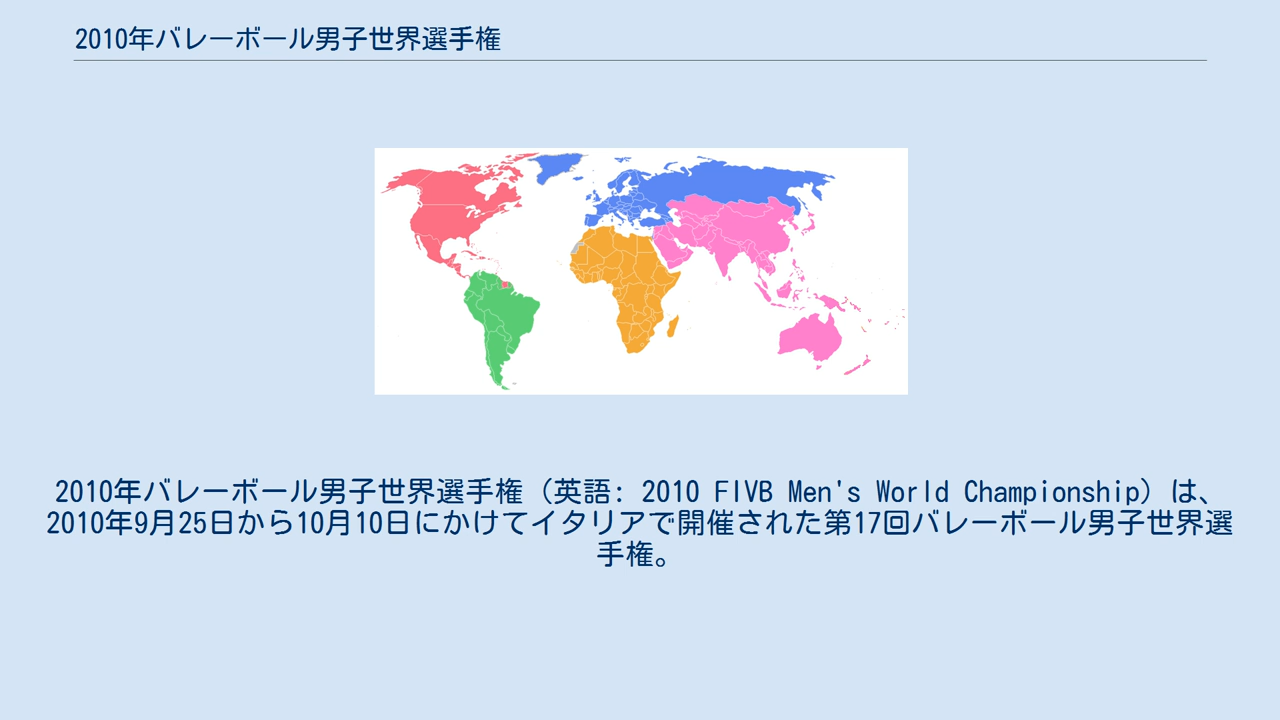 2010年バレーボール男子世界選手権
2010年バレーボール男子世界選手権（英語: 2010 FIVB Men's World Championship）は、
2010年9月25日から10月10日にかけてイタリアで開催された第17回バレーボール男子世界選
手権。